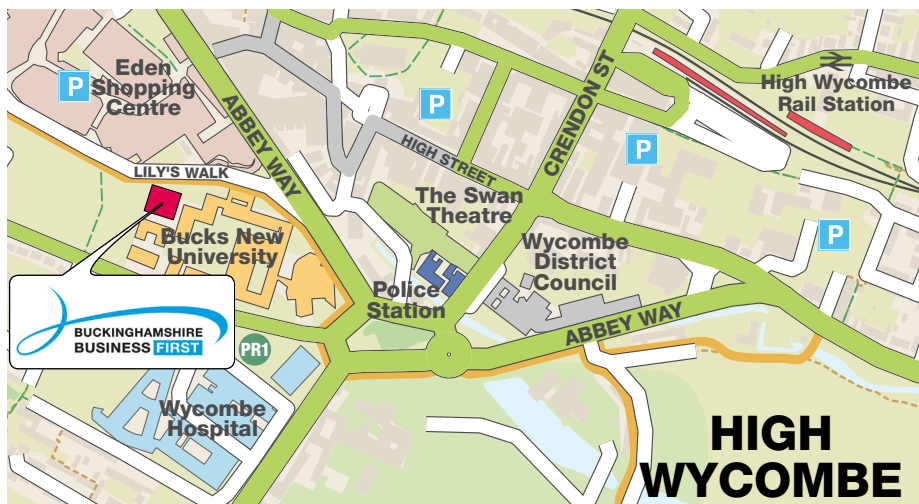 P
Eden
Shopping
Centre
ABBEY WAY
P
HIGH STREET
CRENDON ST
P
High Wycombe
Rail Station
LILY'S WALK
The Swan
Theatre
Bucks New
University
Wycombe
District
Council
P
Police
Station
ABBEY WAY
BUCKINGHAMSHIRE
BUSINESS FIRST
PR1
Wycombe
Hospital
HIGH
WYCOMBE